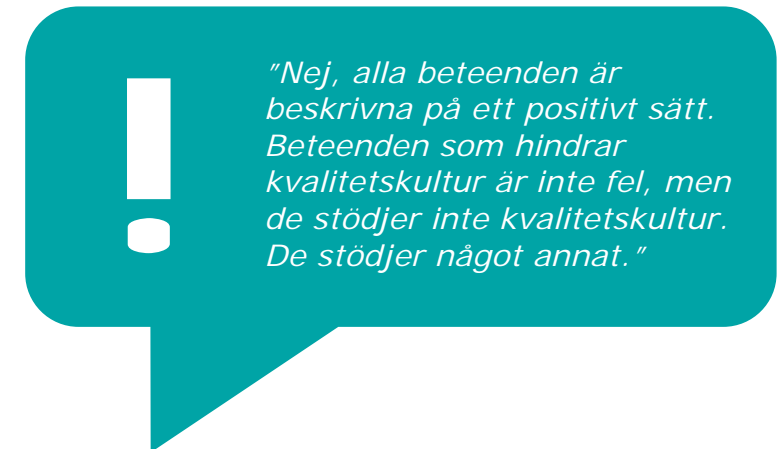 !
"Nej, alla beteenden är
beskrivna på ett positivt sätt.
Beteenden som hindrar
kvalitetskultur är inte fel, men
de stödjer inte kvalitetskultur.
De stödjer något annat."